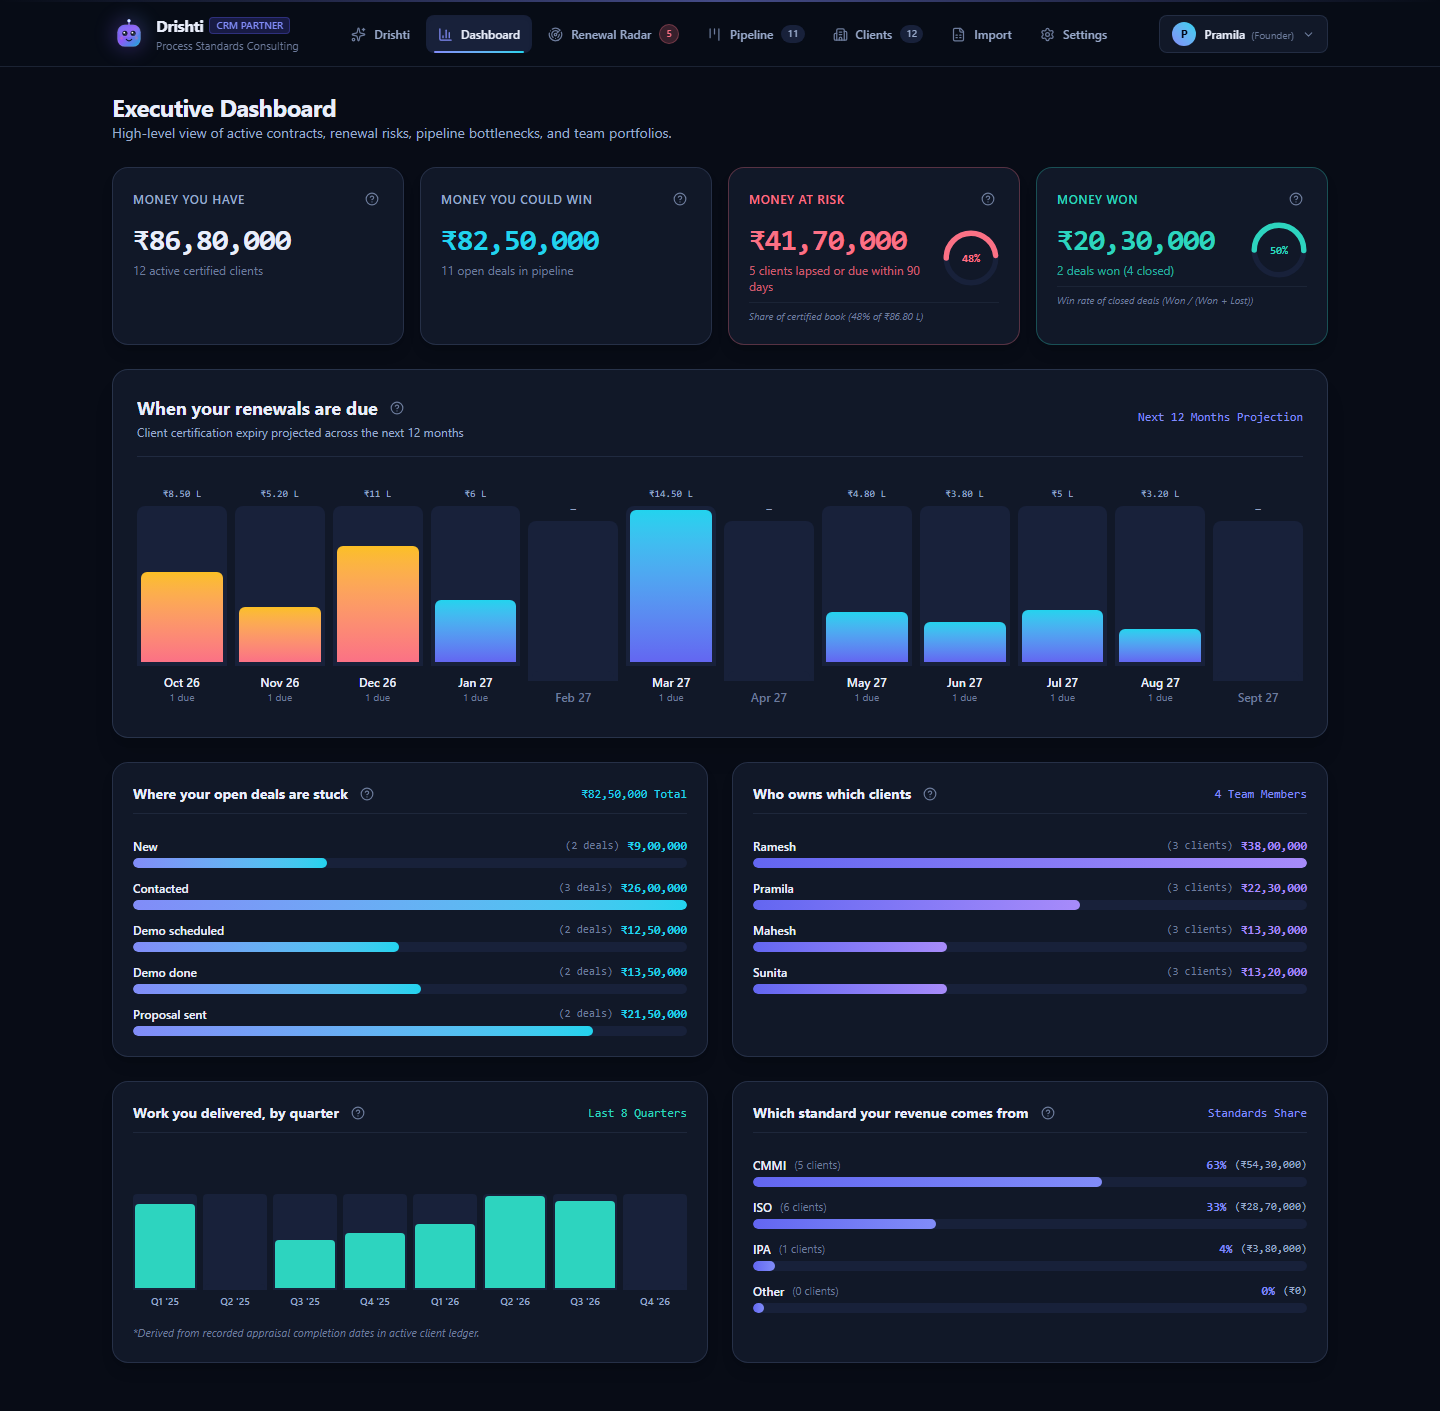 Drishti CRM PARTNER
Process Standards Consulting
Drishti
Dashboard
Renewal Radar 5
Pipeline 11
Clients 12
Import
Settings
P Pramila (Founder)
Executive Dashboard
High-level view of active contracts, renewal risks, pipeline bottlenecks, and team portfolios.
MONEY YOU HAVE
₹86,80,000
12 active certified clients
MONEY YOU COULD WIN
₹82,50,000
11 open deals in pipeline
MONEY AT RISK
₹41,70,000
5 clients lapsed or due within 90
days
48%
Share of certified book (48% of ₹86.80 L)
MONEY WON
₹20,30,000
2 deals won (4 closed)
50%
Win rate of closed deals (Won / (Won + Lost))
When your renewals are due
Client certification expiry projected across the next 12 months
Next 12 Months Projection
₹8.50 L ₹5.20 L ₹11 L ₹6 L – ₹14.50 L – ₹4.80 L ₹3.80 L ₹5 L ₹3.20 L –
Oct 26 Nov 26 Dec 26 Jan 27 Feb 27 Mar 27 Apr 27 May 27 Jun 27 Jul 27 Aug 27 Sept 27
1 due 1 due 1 due 1 due 1 due 1 due 1 due 1 due 1 due
Where your open deals are stuck
₹82,50,000 Total
New (2 deals) ₹9,00,000
Contacted (3 deals) ₹26,00,000
Demo scheduled (2 deals) ₹12,50,000
Demo done (2 deals) ₹13,50,000
Proposal sent (2 deals) ₹21,50,000
Who owns which clients
4 Team Members
Ramesh (3 clients) ₹38,00,000
Pramila (3 clients) ₹22,30,000
Mahesh (3 clients) ₹13,30,000
Sunita (3 clients) ₹13,20,000
Work you delivered, by quarter
Last 8 Quarters
Q1 '25 Q2 '25 Q3 '25 Q4 '25 Q1 '26 Q2 '26 Q3 '26 Q4 '26
*Derived from recorded appraisal completion dates in active client ledger.
Which standard your revenue comes from
Standards Share
CMMI (5 clients) 63% (₹54,30,000)
ISO (6 clients) 33% (₹28,70,000)
IPA (1 clients) 4% (₹3,80,000)
Other (0 clients) 0% (₹0)